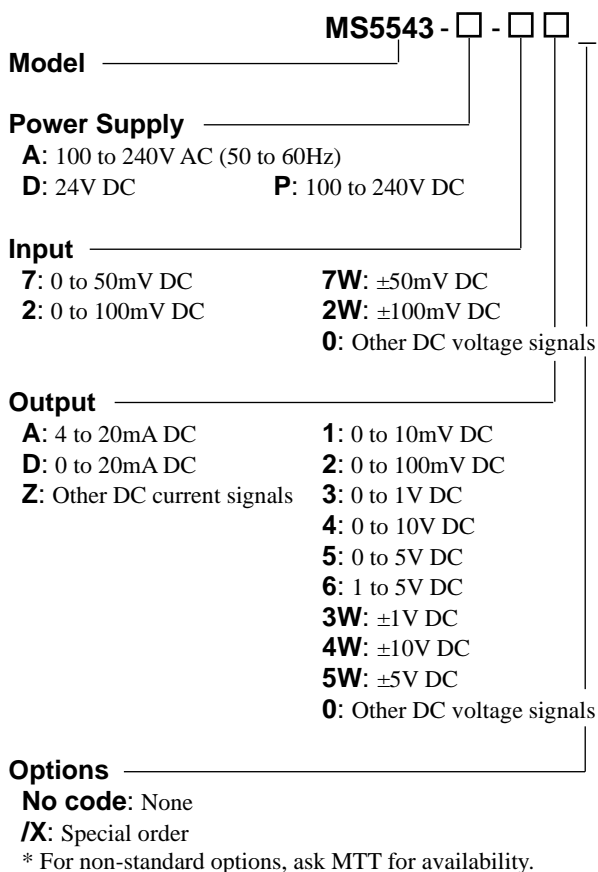 MS5543 - □ - □ □ _
Model
Power Supply
A: 100 to 240V AC (50 to 60Hz)
D: 24V DC P: 100 to 240V DC
Input
7: 0 to 50mV DC 7W: ±50mV DC
2: 0 to 100mV DC 2W: ±100mV DC
0: Other DC voltage signals
Output
A: 4 to 20mA DC 1: 0 to 10mV DC
D: 0 to 20mA DC 2: 0 to 100mV DC
Z: Other DC current signals 3: 0 to 1V DC
4: 0 to 10V DC
5: 0 to 5V DC
6: 1 to 5V DC
3W: ±1V DC
4W: ±10V DC
5W: ±5V DC
0: Other DC voltage signals
Options
No code: None
/X: Special order
* For non-standard options, ask MTT for availability.